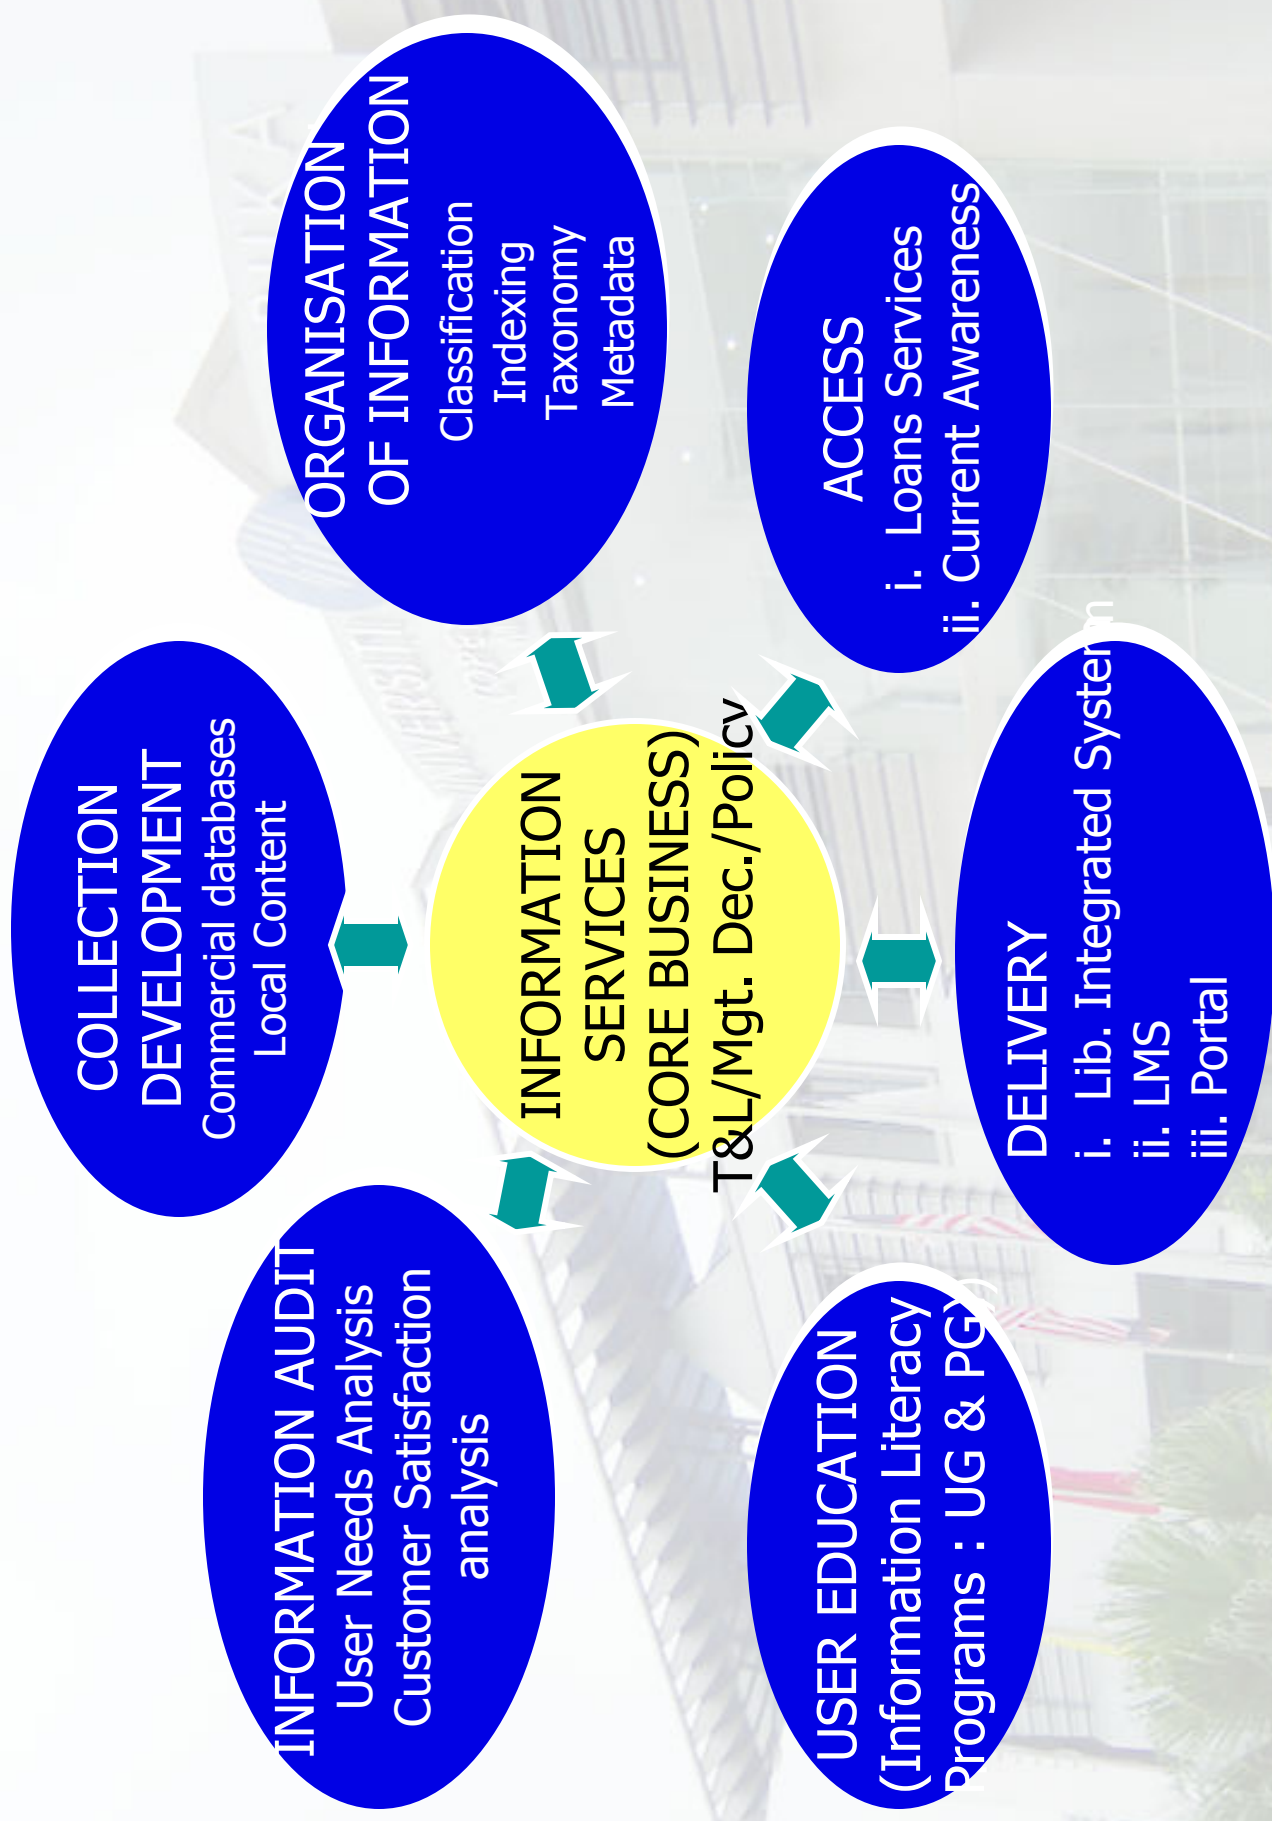 COLLECTION
DEVELOPMENT
Commercial databases
Local Content
INFORMATION AUDIT
User Needs Analysis
Customer Satisfaction
analysis
ORGANISATION
OF INFORMATION
Classification
Indexing
Taxonomy
Metadata
INFORMATION
SERVICES
(CORE BUSINESS)
T&L/Mgt. Dec./Policy
USER EDUCATION
(Information Literacy
Programs : UG & PG)
ACCESS
i. Loans Services
ii. Current Awareness
DELIVERY
i. Lib. Integrated System
ii. LMS
iii. Portal